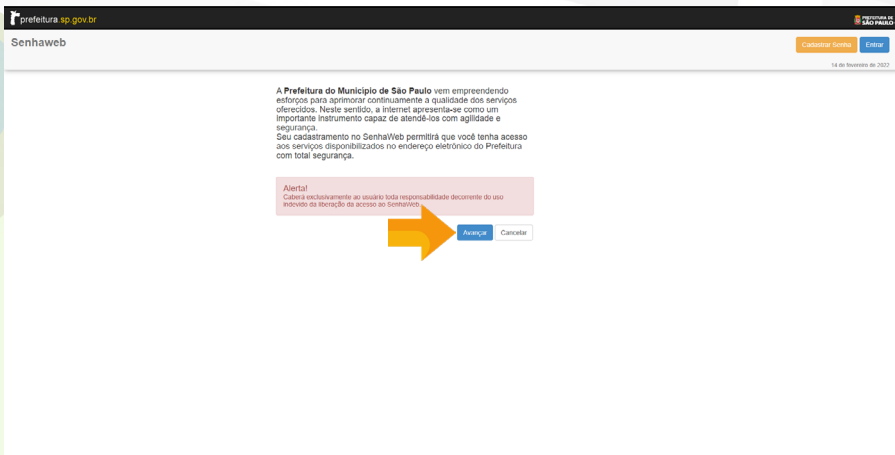 prefeitura.sp.gov.br
PREFEITURA DE
SÃO PAULO
Senhaweb
Cadastrar Senha
Entrar
14 de fevereiro de 2022
A Prefeitura do Município de São Paulo vem empreendendo
esforços para aprimorar continuamente a qualidade dos serviços
oferecidos. Neste sentido, a internet apresenta-se como um
importante instrumento capaz de atendê-los com agilidade e
segurança.
Seu cadastramento no SenhaWeb permitirá que você tenha acesso
aos serviços disponibilizados no endereço eletrônico do Prefeitura
com total segurança.
Alerta!
Caberá exclusivamente ao usuário toda responsabilidade decorrente do uso
indevido da liberação da acesso ao SenhaWeb.
Avançar
Cancelar